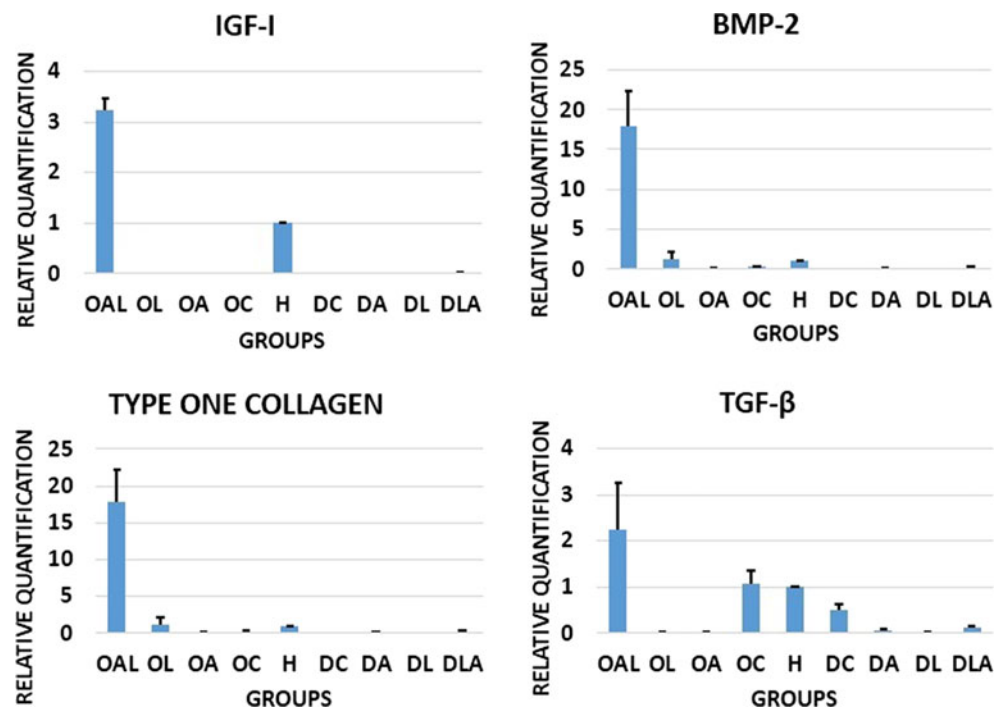 IGF-I
RELATIVE QUANTIFICATION
4
3
2
1
0
OAL OL OA OC H DC DA DL DLA
GROUPS
BMP-2
RELATIVE QUANTIFICATION
25
20
15
10
5
0
OAL OL OA OC H DC DA DL DLA
GROUPS
TYPE ONE COLLAGEN
RELATIVE QUANTIFICATION
25
20
15
10
5
0
OAL OL OA OC H DC DA DL DLA
GROUPS
TGF-β
RELATIVE QUANTIFICATION
4
3
2
1
0
OAL OL OA OC H DC DA DL DLA
GROUPS